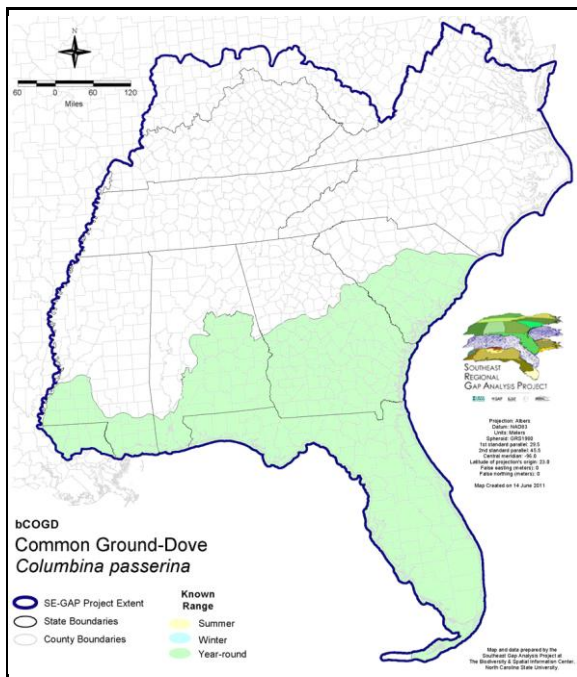 N
60 0 60 120
Miles
SOUTHEAST
REGIONAL
GAP ANALYSIS PROJECT
Projection: Albers
Datum: NAD83
Units: Meters
Spheroid: GRS1980
1st standard parallel: 29.5
2nd standard parallel: 45.5
Central meridian: -96.0
Latitude of projection's origin: 23.0
False easting (meters): 0
False northing (meters): 0
Map Created on 14 June 2011
bCOGD
Common Ground-Dove
Columbina passerina
SE-GAP Project Extent
State Boundaries
County Boundaries
Known
Range
Summer
Winter
Year-round
Map and data prepared by the
Southeast Gap Analysis Project at
The Biodiversity & Spatial Information Center,
North Carolina State University.